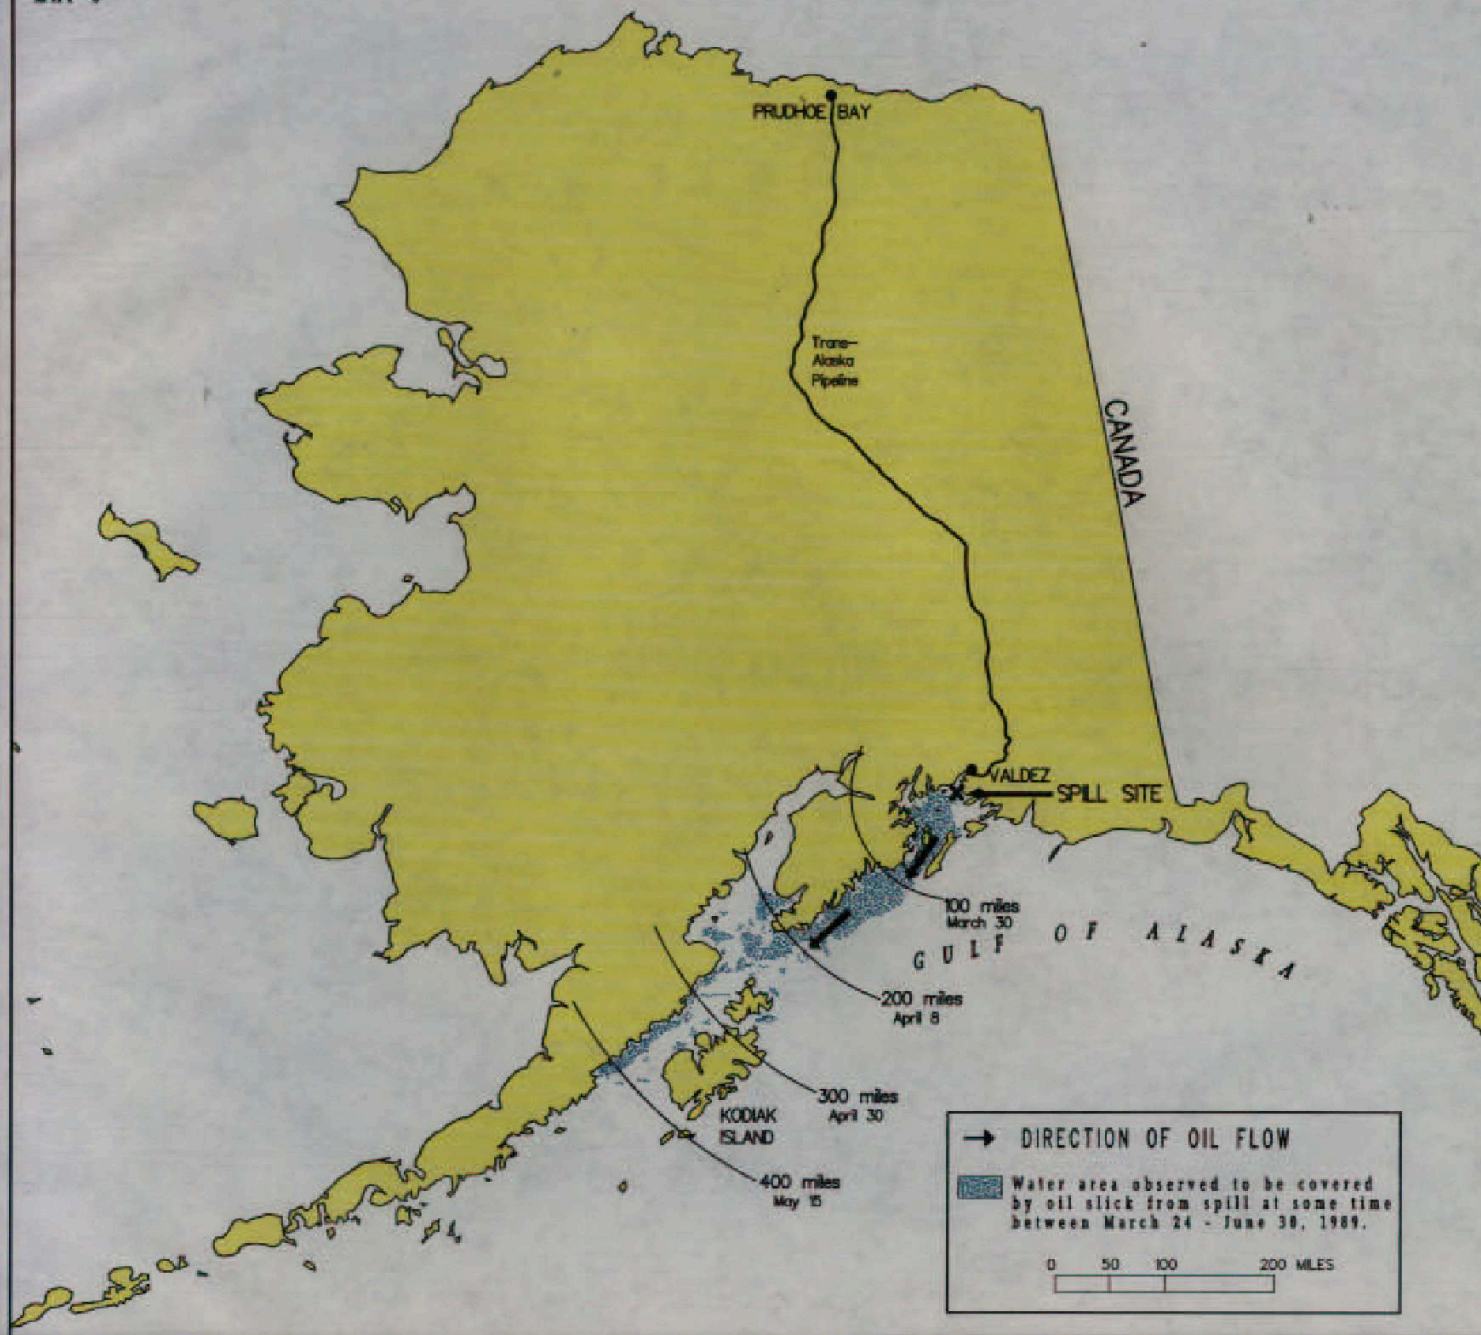 PRUDHOE BAY
Trans-
Alaska
Pipeline
CANADA
VALDEZ
SPILL SITE
100 miles
March 30
GULF OF ALASKA
200 miles
April 8
300 miles
April 30
KODIAK
ISLAND
400 miles
May 15
→ DIRECTION OF OIL FLOW
Water area observed to be covered
by oil slick from spill at some time
between March 24 - June 30, 1989.
0 50 100 200 MILES